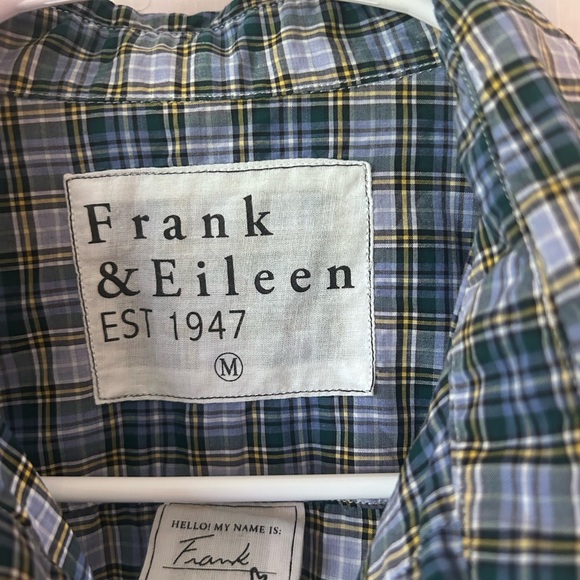 Frank
& Eileen
EST 1947
M
HELLO! MY NAME IS:
Frank